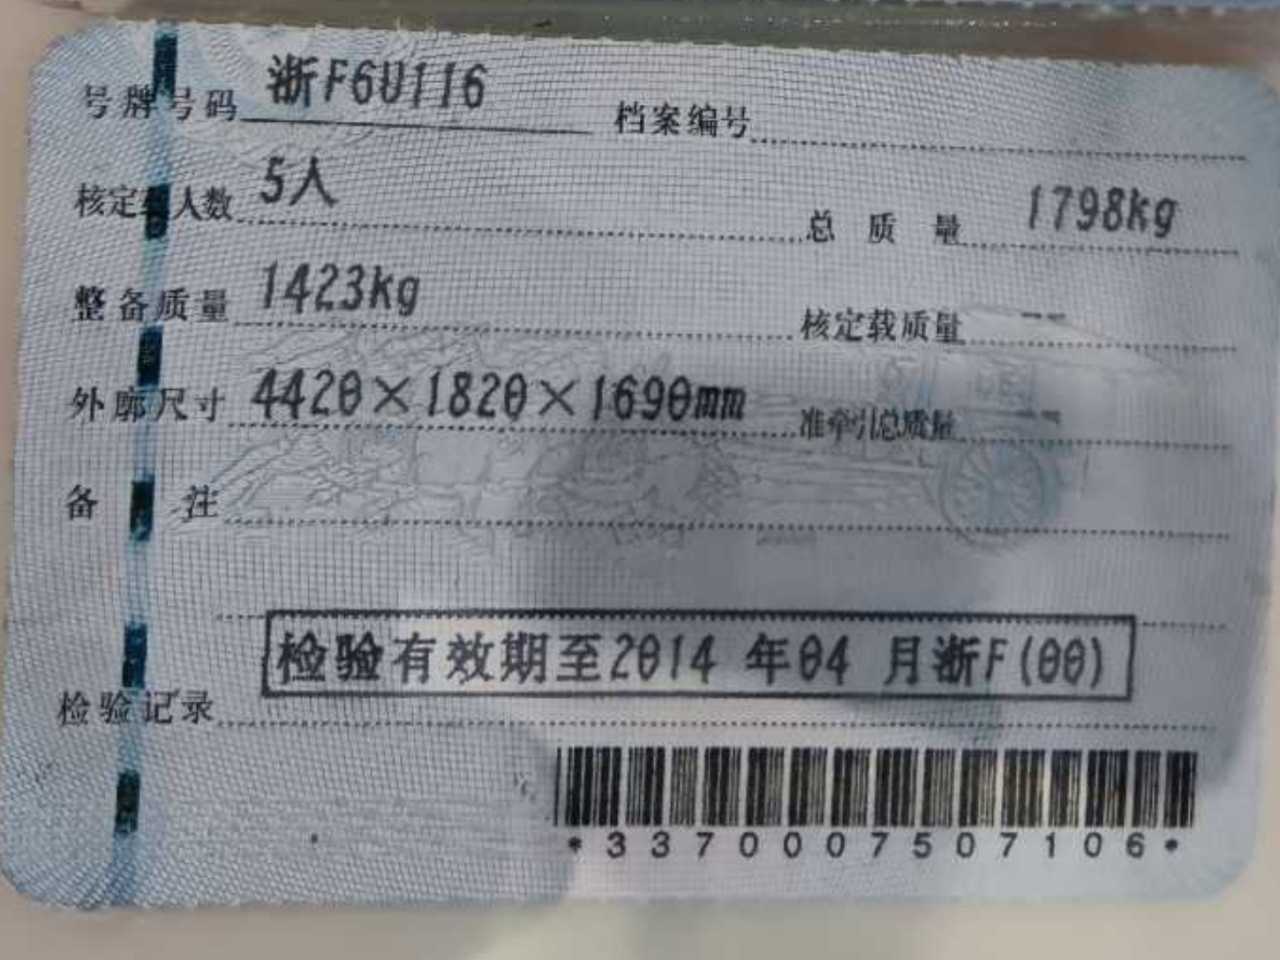 号牌号码 浙F6U116 档案编号
核定载人数 5人 总质量 1798kg
整备质量 1423kg 核定载质量 --
外廓尺寸 4420×1820×1690mm 准牵引总质量 --
备注
检验有效期至2014 年04 月浙F(00)
检验记录
*3370007507106*